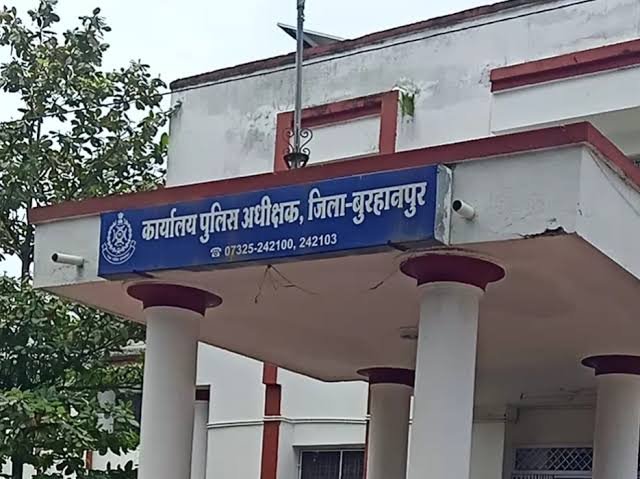 कार्यालय पुलिस अधीक्षक, जिला-बुरहानपुर
☎ 07325-242100, 242103